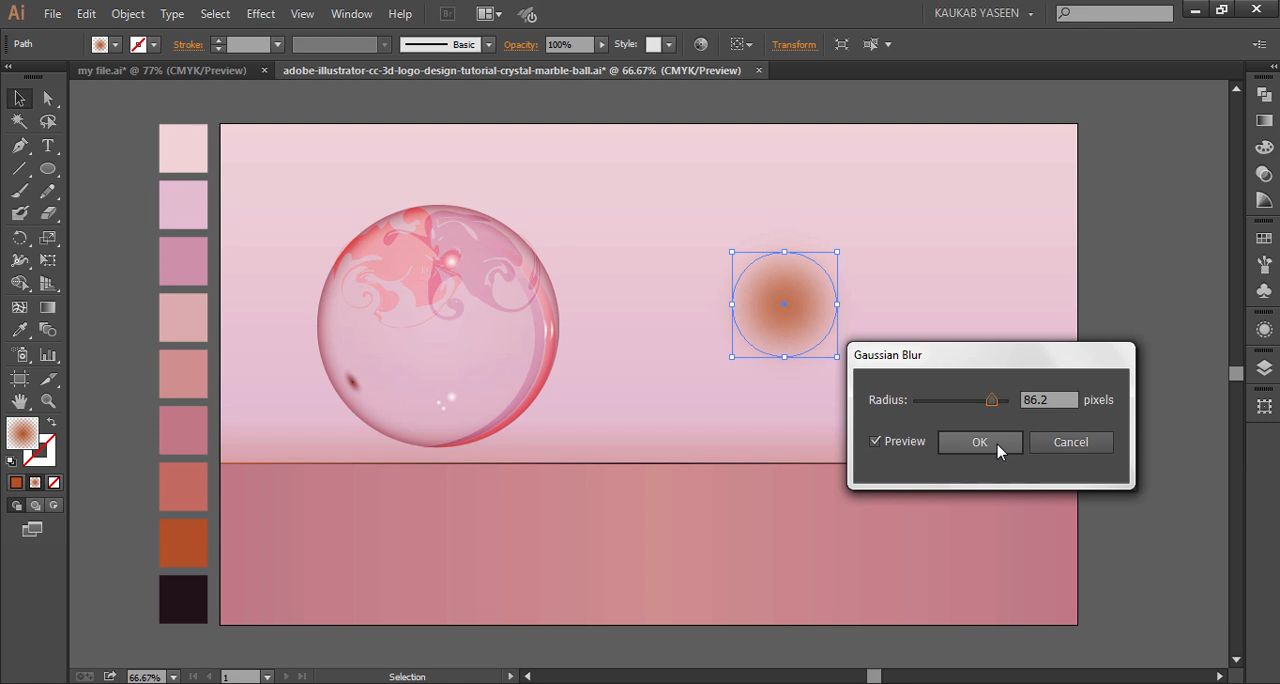 Ai File Edit Object Type Select Effect View Window Help Br KAUKAB YASEEN
Path Stroke: Basic Opacity: 100% Style: Transform
my file.ai* @ 77% (CMYK/Preview) × adobe-illustrator-cc-3d-logo-design-tutorial-crystal-marble-ball.ai* @ 66.67% (CMYK/Preview) ×
T
Gaussian Blur
Radius: 86.2 pixels
Preview OK Cancel
66.67% 1 Selection